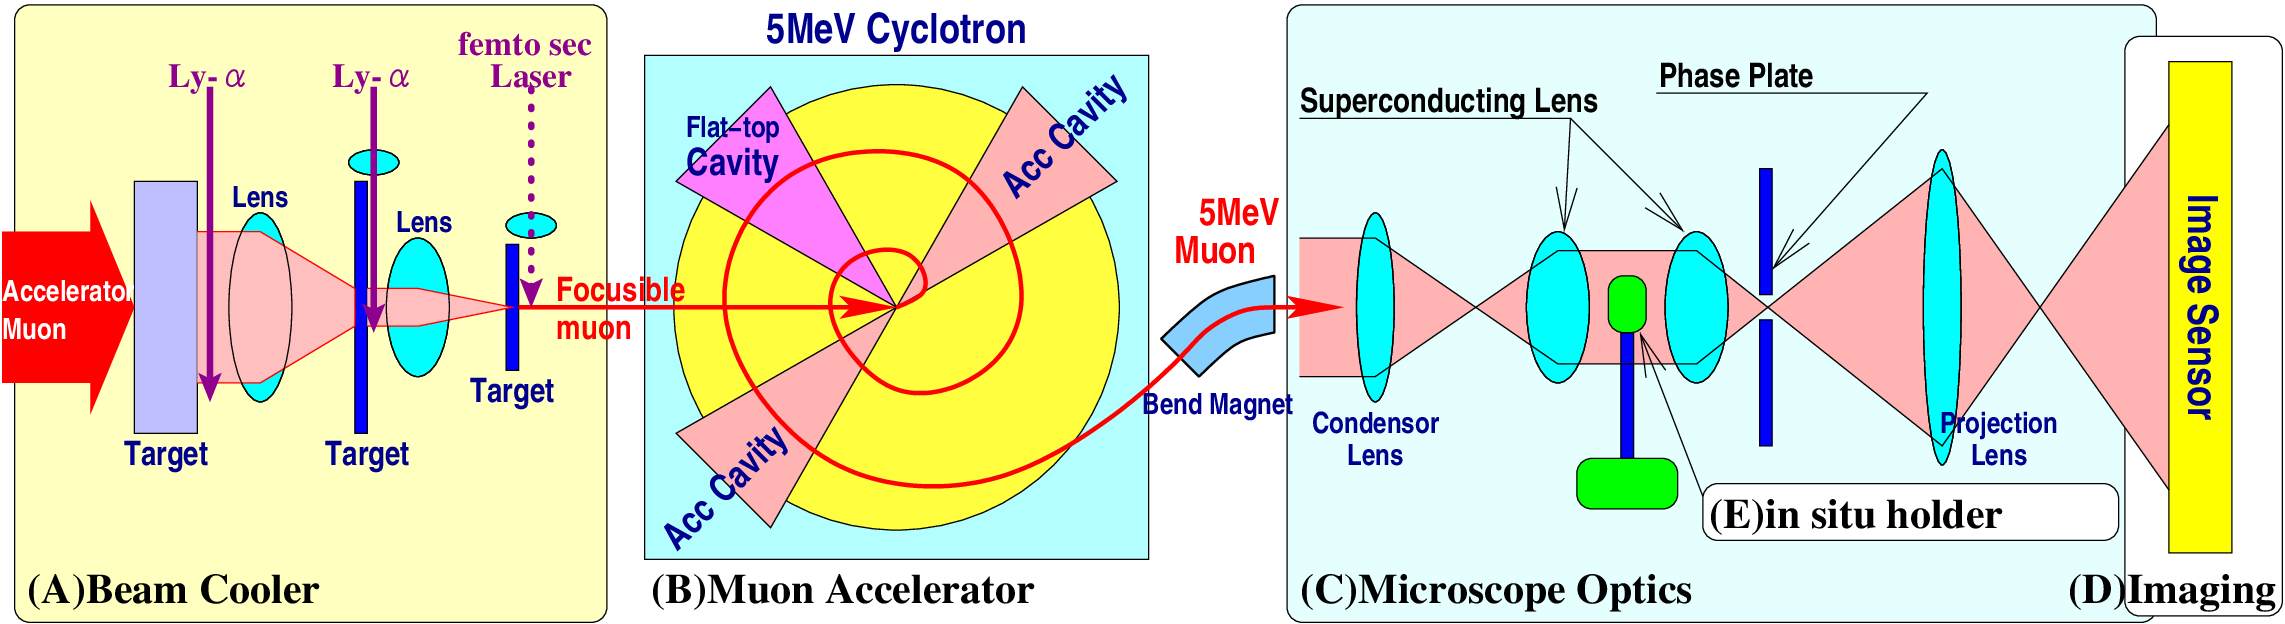 femto sec
Ly- α
Ly- α
Laser
Lens
Lens
Accelerator
Muon
Focusible
muon
Target
Target
Target
(A)Beam Cooler
5MeV Cyclotron
Flat-top
Cavity
Acc Cavity
Acc Cavity
(B)Muon Accelerator
5MeV
Muon
Bend Magnet
Phase Plate
Superconducting Lens
Condensor
Lens
Projection
Lens
(E)in situ holder
(C)Microscope Optics
Image Sensor
(D)Imaging